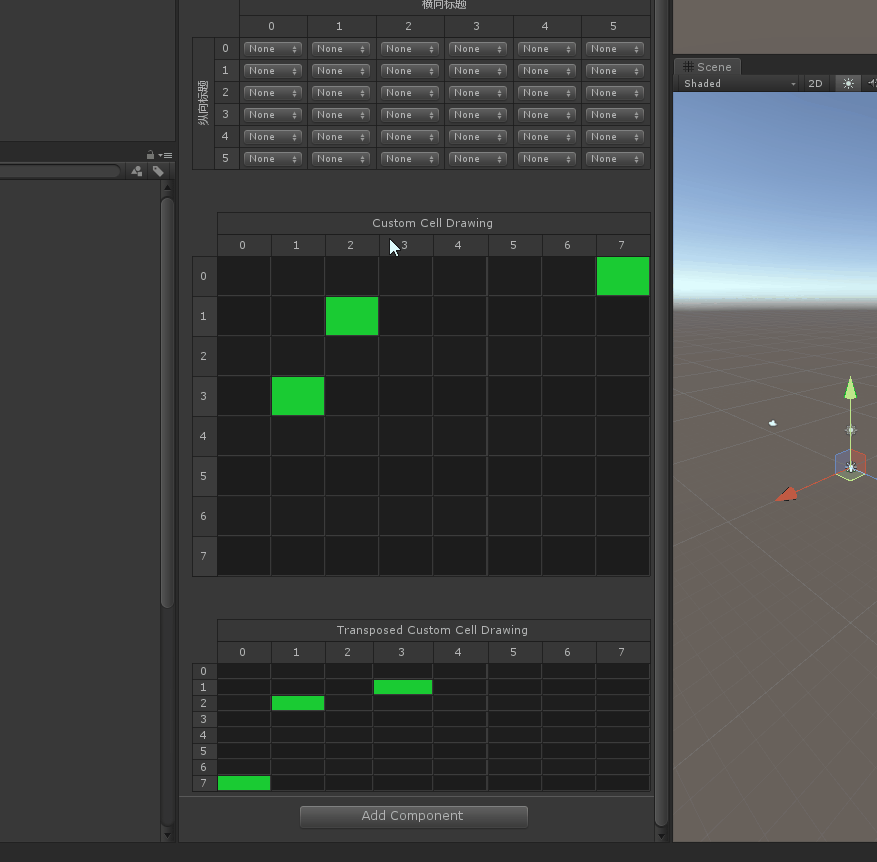 横向标题
0 1 2 3 4 5
0 None None None None None None
1 None None None None None None
2 None None None None None None
3 None None None None None None
4 None None None None None None
5 None None None None None None
纵向标题
Custom Cell Drawing
0 1 2 3 4 5 6 7
0
1
2
3
4
5
6
7
Transposed Custom Cell Drawing
0 1 2 3 4 5 6 7
0
1
2
3
4
5
6
7
Add Component
Scene
Shaded 2D